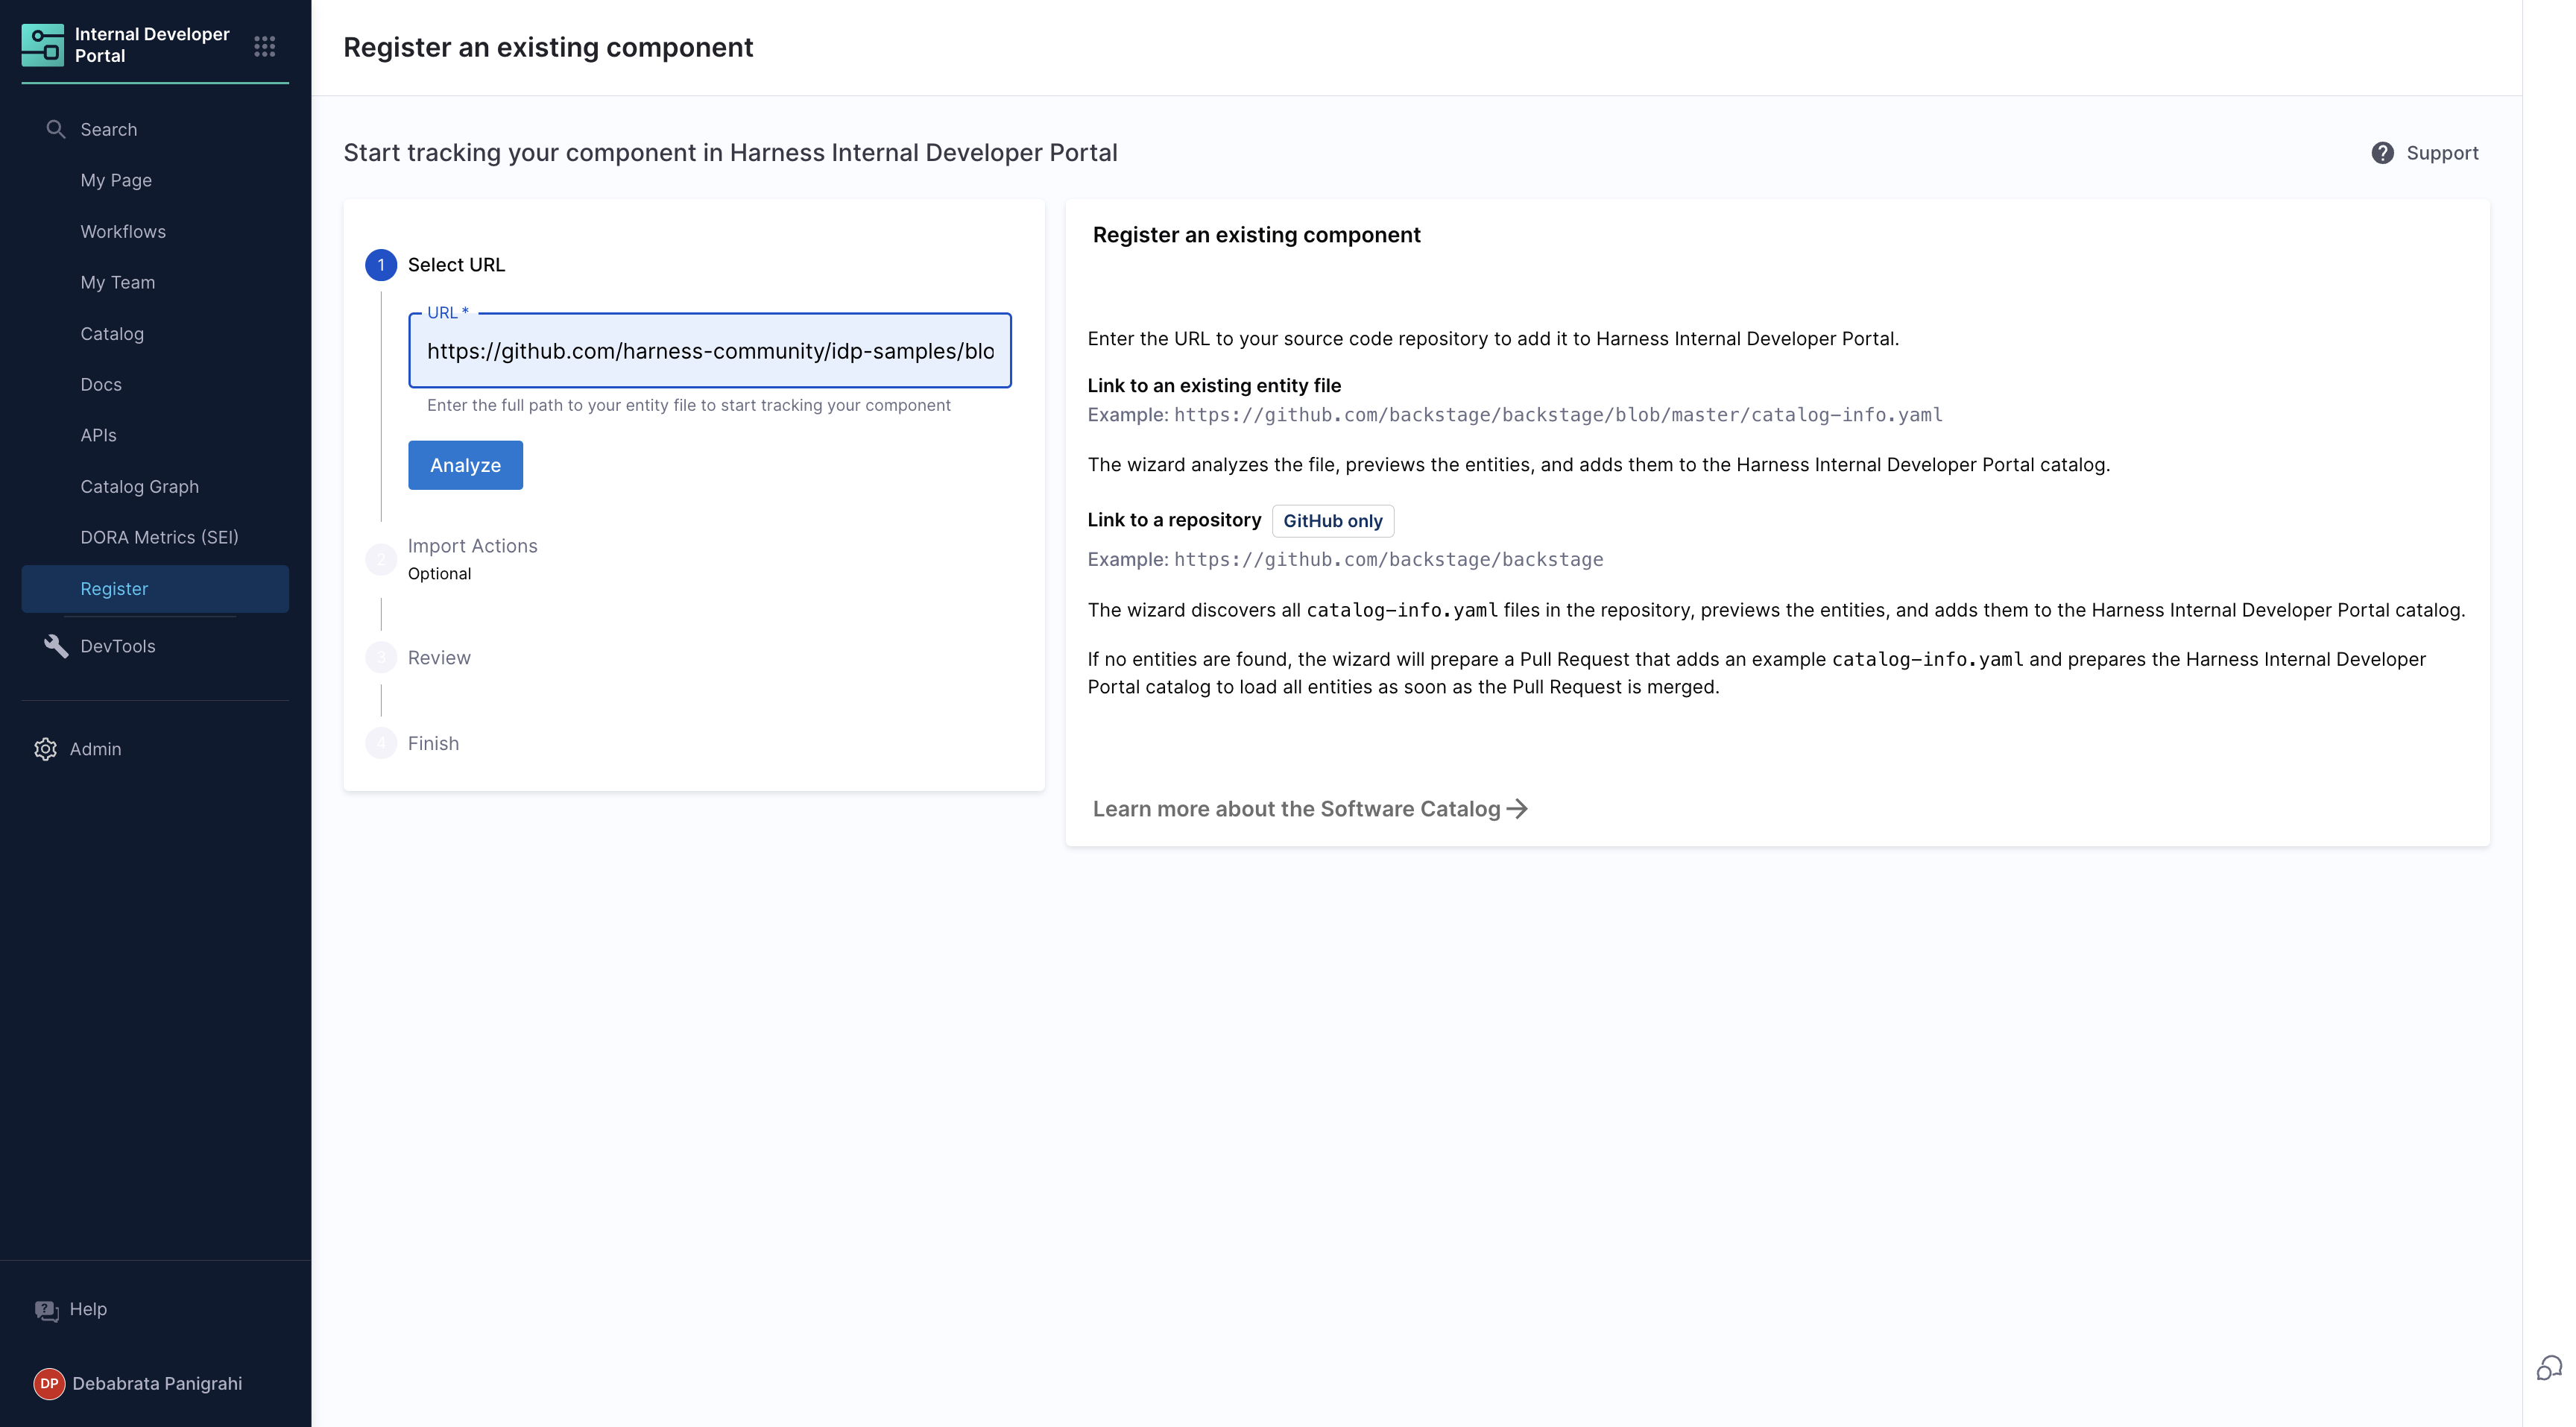 Internal Developer
Portal
Search
My Page
Workflows
My Team
Catalog
Docs
APIs
Catalog Graph
DORA Metrics (SEI)
Register
DevTools
Admin
Help
DP Debabrata Panigrahi
Register an existing component
Start tracking your component in Harness Internal Developer Portal
Support
1 Select URL
URL *
https://github.com/harness-community/idp-samples/blo
Enter the full path to your entity file to start tracking your component
Analyze
2 Import Actions
Optional
3 Review
4 Finish
Register an existing component
Enter the URL to your source code repository to add it to Harness Internal Developer Portal.
Link to an existing entity file
Example: https://github.com/backstage/backstage/blob/master/catalog-info.yaml
The wizard analyzes the file, previews the entities, and adds them to the Harness Internal Developer Portal catalog.
Link to a repository GitHub only
Example: https://github.com/backstage/backstage
The wizard discovers all catalog-info.yaml files in the repository, previews the entities, and adds them to the Harness Internal Developer Portal catalog.
If no entities are found, the wizard will prepare a Pull Request that adds an example catalog-info.yaml and prepares the Harness Internal Developer
Portal catalog to load all entities as soon as the Pull Request is merged.
Learn more about the Software Catalog